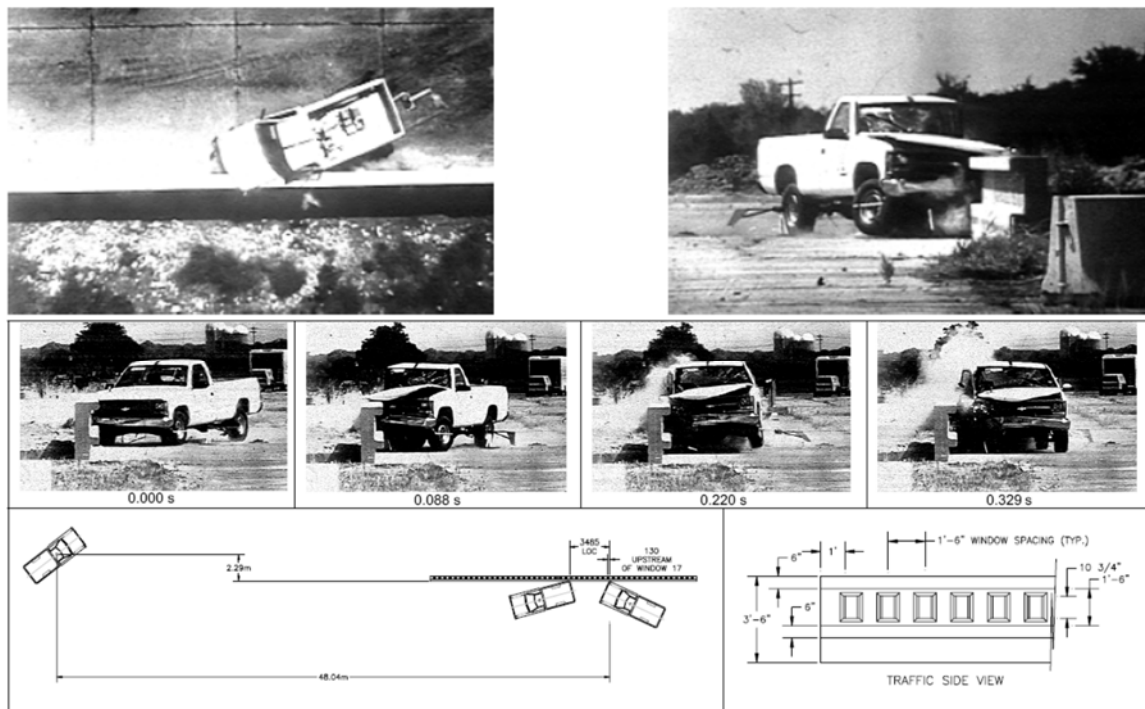 0.000 s
0.088 s
0.220 s
0.329 s
2.29m
3485
LOC
130
UPSTREAM
OF WINDOW 17
48.04m
6"
1'
1'-6" WINDOW SPACING (TYP.)
10 3/4"
1'-6"
3'-6"
6"
TRAFFIC SIDE VIEW